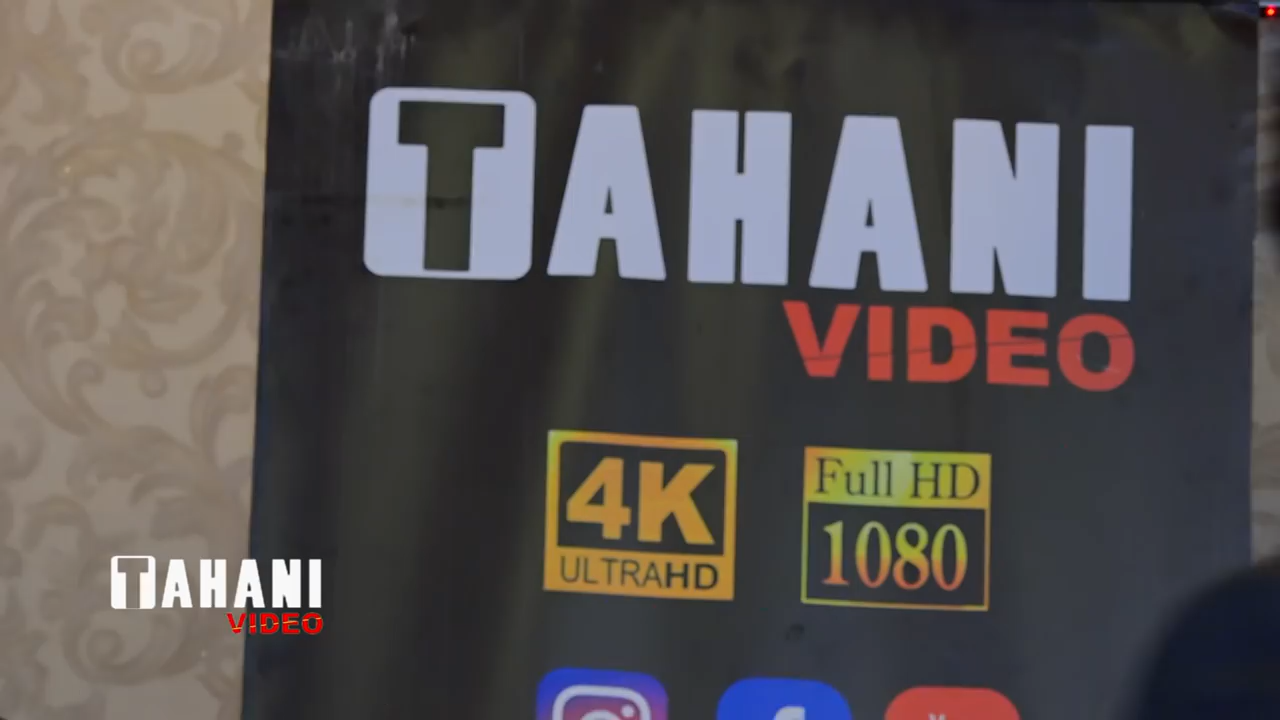 TAHANI
VIDEO
4K
ULTRAHD
Full HD
1080
TAHANI
VIDEO